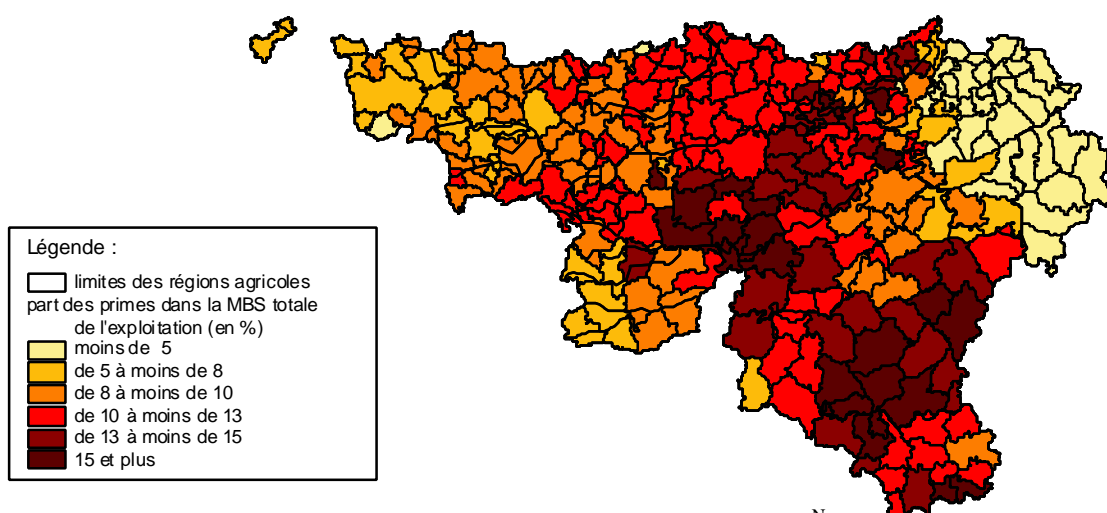 Légende :
limites des régions agricoles
part des primes dans la MBS totale
de l'exploitation (en %)
moins de 5
de 5 à moins de 8
de 8 à moins de 10
de 10 à moins de 13
de 13 à moins de 15
15 et plus
N